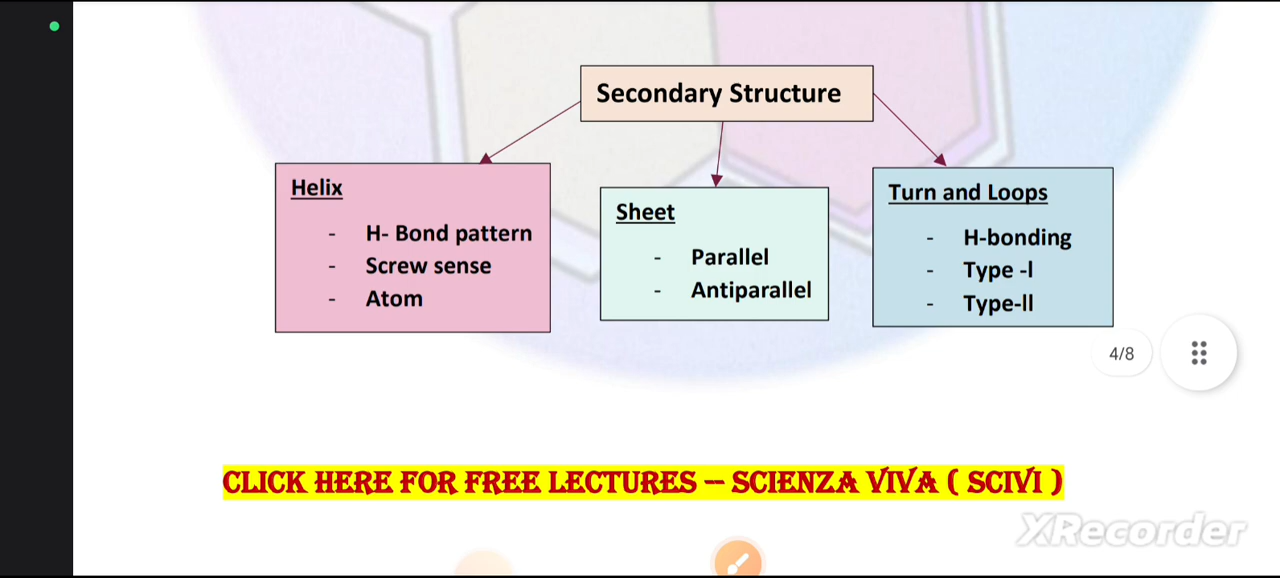 Secondary Structure
Helix
- H- Bond pattern
- Screw sense
- Atom
Sheet
- Parallel
- Antiparallel
Turn and Loops
- H-bonding
- Type -I
- Type-II
4/8
CLICK HERE FOR FREE LECTURES – SCIENZA VIVA ( SCIVI )
XRecorder